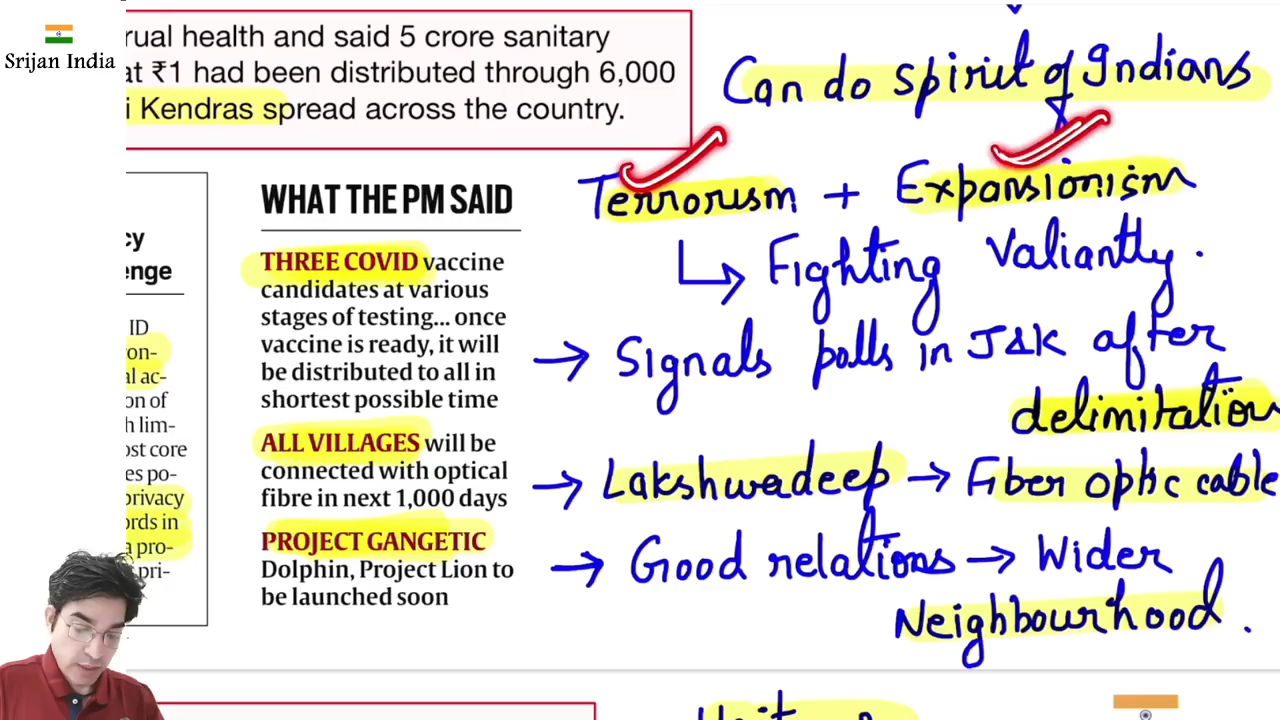 Srijan India
rual health and said 5 crore sanitary
at ₹1 had been distributed through 6,000
i Kendras spread across the country.
Can do spirit of Indians
Terrorism + Expansionism
Fighting Valiantly.
→ Signals polls in J&K after
delimitation
→ Lakshwadeep → Fiber optic cable
→ Good relations → Wider
Neighbourhood.
WHAT THE PM SAID
THREE COVID vaccine
candidates at various
stages of testing... once
vaccine is ready, it will
be distributed to all in
shortest possible time
ALL VILLAGES will be
connected with optical
fibre in next 1,000 days
PROJECT GANGETIC
Dolphin, Project Lion to
be launched soon
cy
enge
ID
on-
al ac-
on of
h lim-
ost core
es po-
privacy
ords in
a pro-
pri-